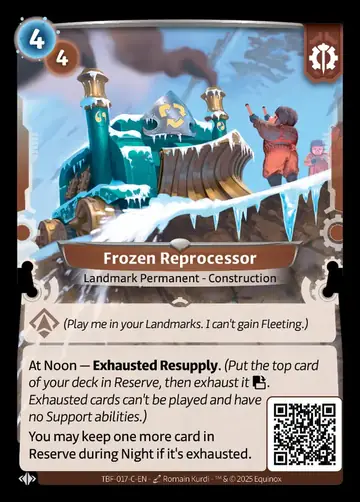 4
4
Frozen Reprocessor
Landmark Permanent - Construction
(Play me in your Landmarks. I can't gain Fleeting.)
At Noon — Exhausted Resupply. (Put the top card
of your deck in Reserve, then exhaust it .
Exhausted cards can't be played and have
no Support abilities.)
You may keep one more card in
Reserve during Night if it's exhausted.
TBF-017-C-EN - Romain Kurdi - ™ & © 2025 Equinox